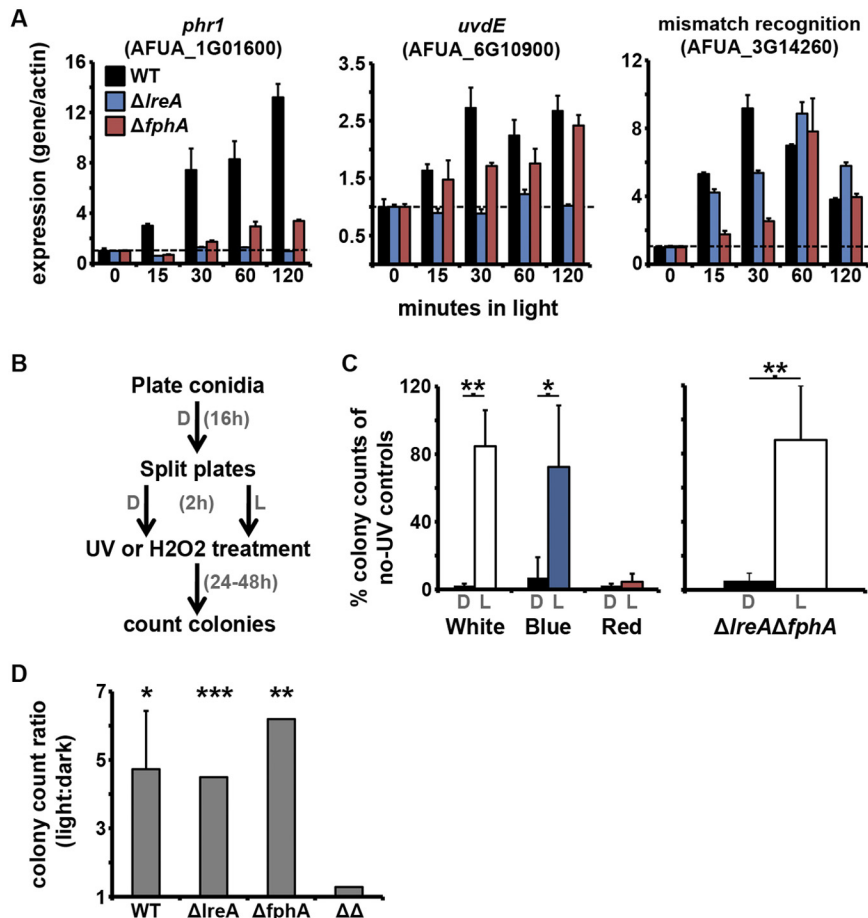 A
phr1
(AFUA_1G01600)
16
12
8
4
0
expression (gene/actin)
WT
ΔlreA
ΔfphA
0 15 30 60 120
uvdE
(AFUA_6G10900)
3.5
2.5
1.5
0.5
0 15 30 60 120
minutes in light
mismatch recognition
(AFUA_3G14260)
12
8
4
0
0 15 30 60 120
B
Plate conidia
D (16h)
Split plates
D (2h) L
UV or H2O2 treatment
(24-48h)
count colonies
C
% colony counts of
no-UV controls
120
80
40
0
** *
D L D L D L
White Blue Red
**
D L
ΔlreAΔfphA
D
colony count ratio
(light:dark)
7
5
4
1
* *** **
WT ΔlreA ΔfphA ΔΔ